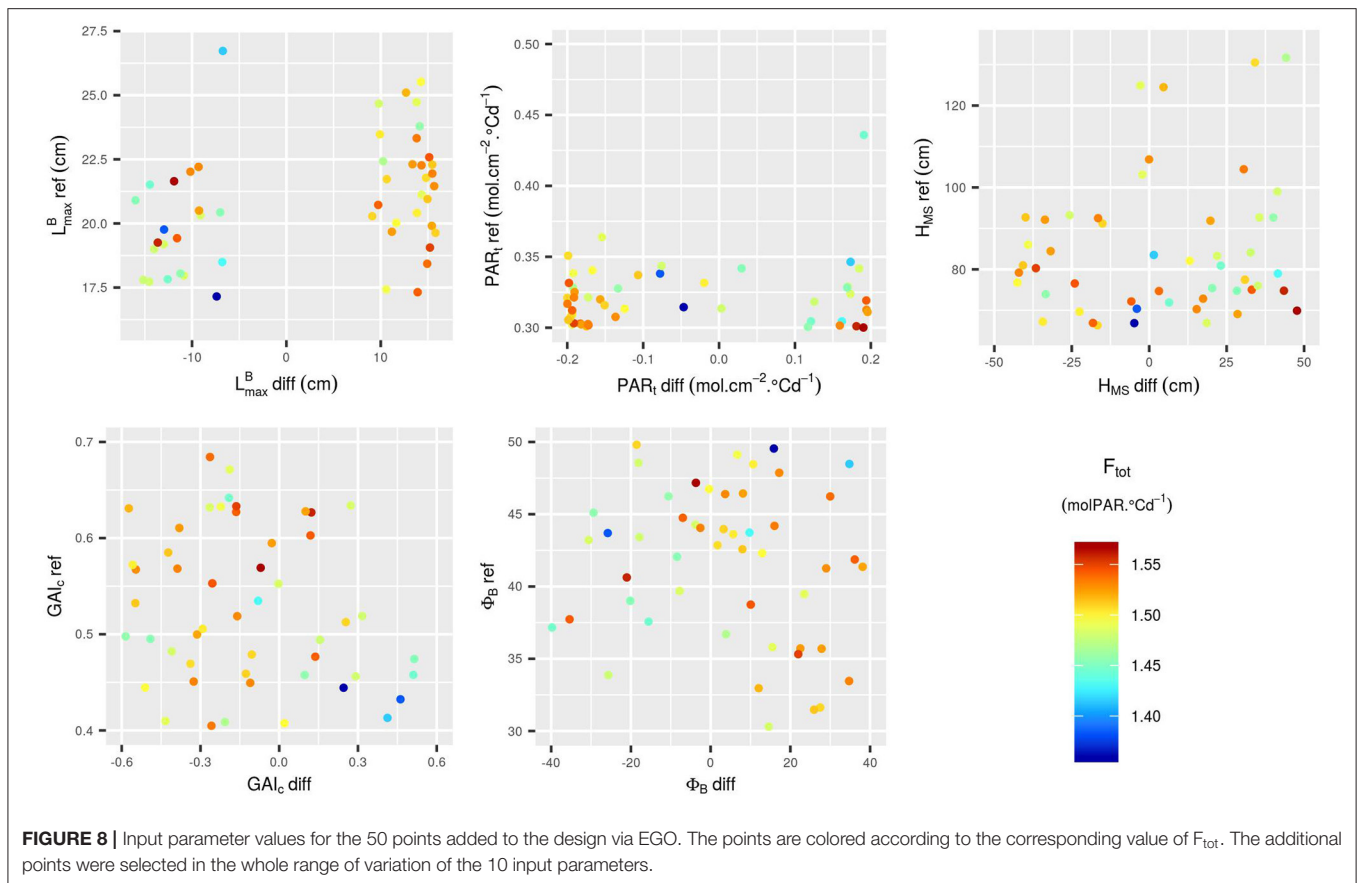 27.5
25.0
22.5
20.0
17.5
L^B_max ref (cm)
-10 0 10
L^B_max diff (cm)
0.50
0.45
0.40
0.35
0.30
PAR_t ref (mol.cm⁻².°Cd⁻¹)
-0.2 -0.1 0.0 0.1 0.2
PAR_t diff (mol.cm⁻².°Cd⁻¹)
120
100
80
H_MS ref (cm)
-50 -25 0 25 50
H_MS diff (cm)
0.7
0.6
0.5
0.4
GAI_c ref
-0.6 -0.3 0.0 0.3 0.6
GAI_c diff
50
45
40
35
30
Φ_B ref
-40 -20 0 20 40
Φ_B diff
F_tot
(molPAR.°Cd⁻¹)
1.55
1.50
1.45
1.40
FIGURE 8 | Input parameter values for the 50 points added to the design via EGO. The points are colored according to the corresponding value of F_tot. The additional
points were selected in the whole range of variation of the 10 input parameters.